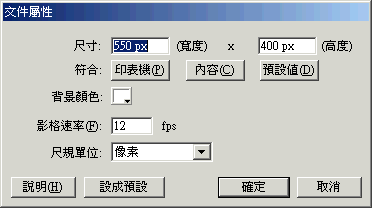 文件屬性
尺寸: 550 px (寬度) x 400 px (高度)
符合: 印表機(P) 內容(C) 預設值(D)
背景顏色:
影格速率(F): 12 fps
尺規單位: 像素
說明(H) 設成預設 確定 取消